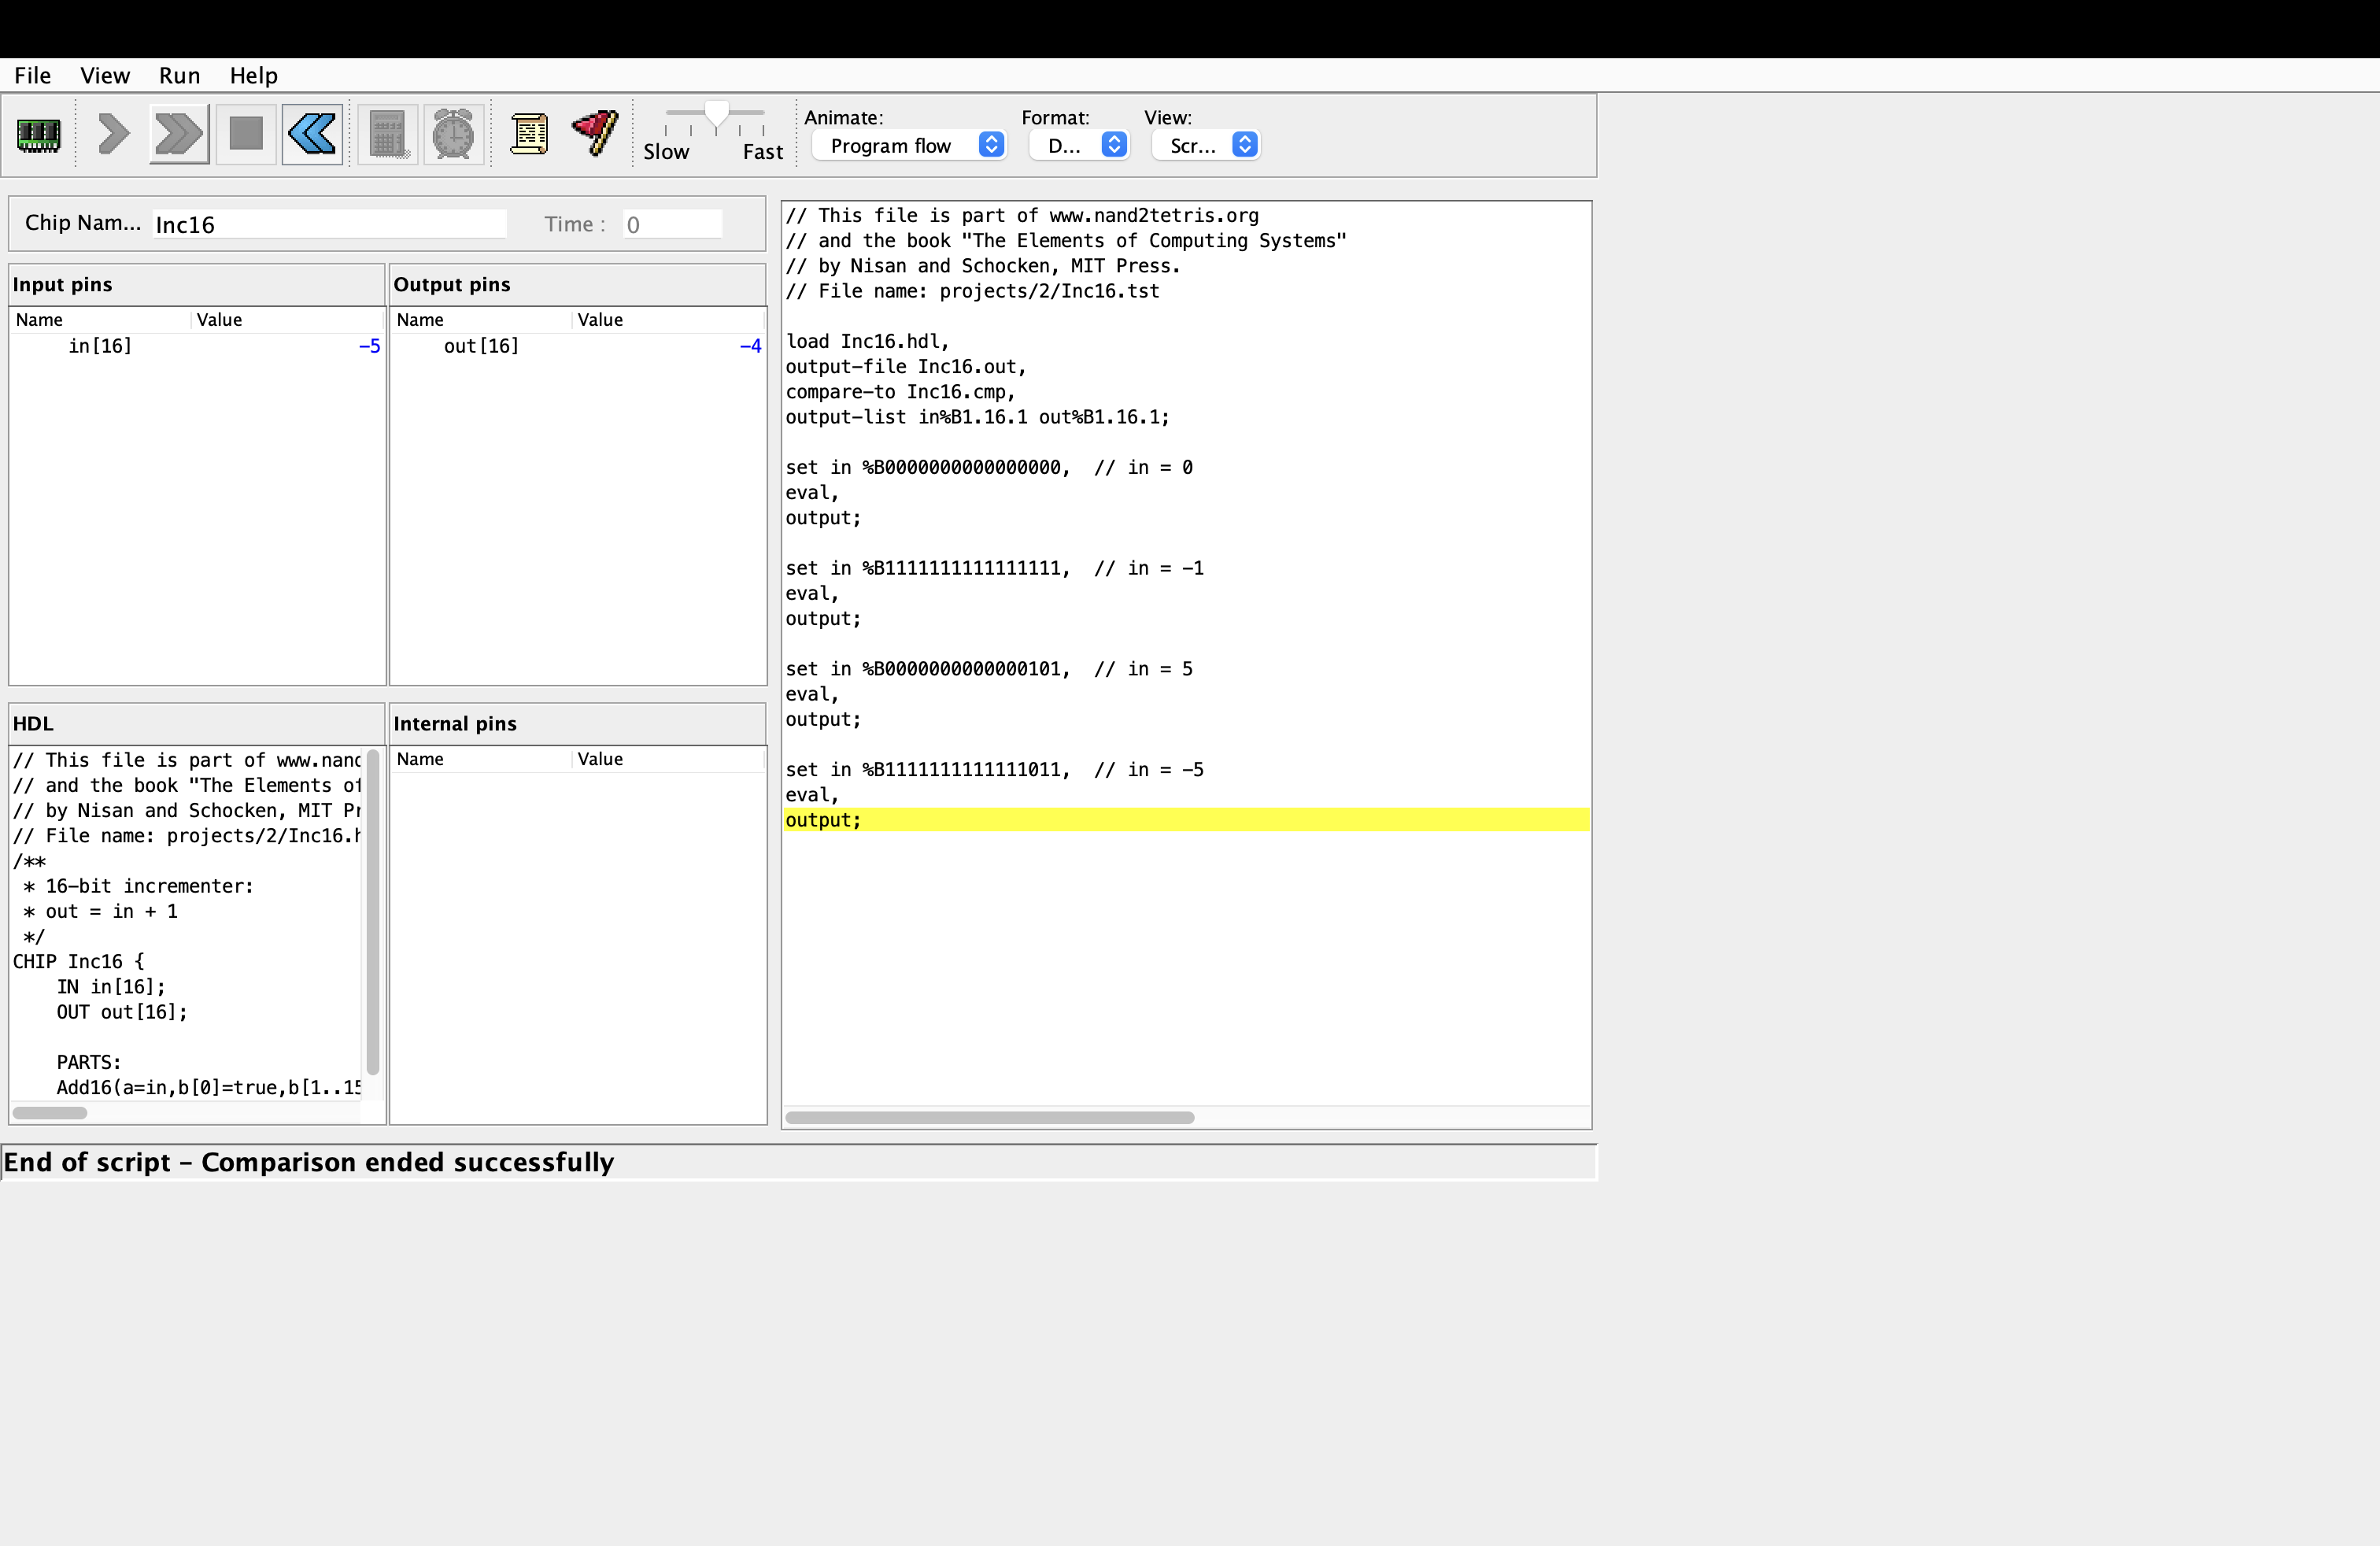 File View Run Help
Slow Fast
Animate:
Program flow
Format:
D...
View:
Scr...
Chip Nam... Inc16 Time : 0
Input pins
Name Value
in[16] -5
Output pins
Name Value
out[16] -4
HDL
// This file is part of www.nand
// and the book "The Elements of
// by Nisan and Schocken, MIT Pr
// File name: projects/2/Inc16.h
/**
 * 16-bit incrementer:
 * out = in + 1
 */
CHIP Inc16 {
    IN in[16];
    OUT out[16];
    PARTS:
    Add16(a=in,b[0]=true,b[1..15
Internal pins
Name Value
// This file is part of www.nand2tetris.org
// and the book "The Elements of Computing Systems"
// by Nisan and Schocken, MIT Press.
// File name: projects/2/Inc16.tst
load Inc16.hdl,
output-file Inc16.out,
compare-to Inc16.cmp,
output-list in%B1.16.1 out%B1.16.1;
set in %B0000000000000000,  // in = 0
eval,
output;
set in %B1111111111111111,  // in = -1
eval,
output;
set in %B0000000000000101,  // in = 5
eval,
output;
set in %B1111111111111011,  // in = -5
eval,
output;
End of script - Comparison ended successfully